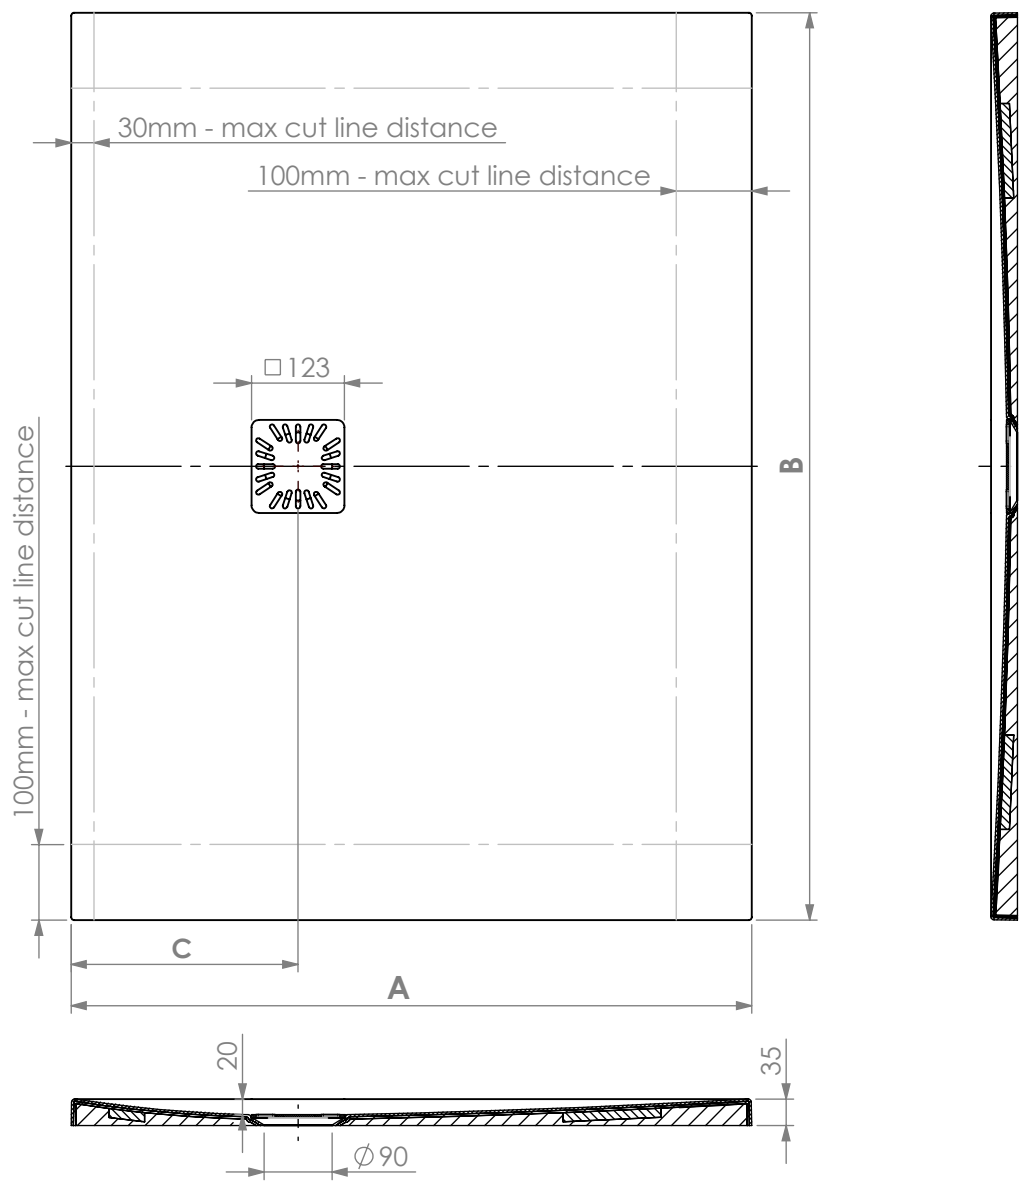 30mm - max cut line distance
100mm - max cut line distance
□123
B
100mm - max cut line distance
C
A
20
35
∅90